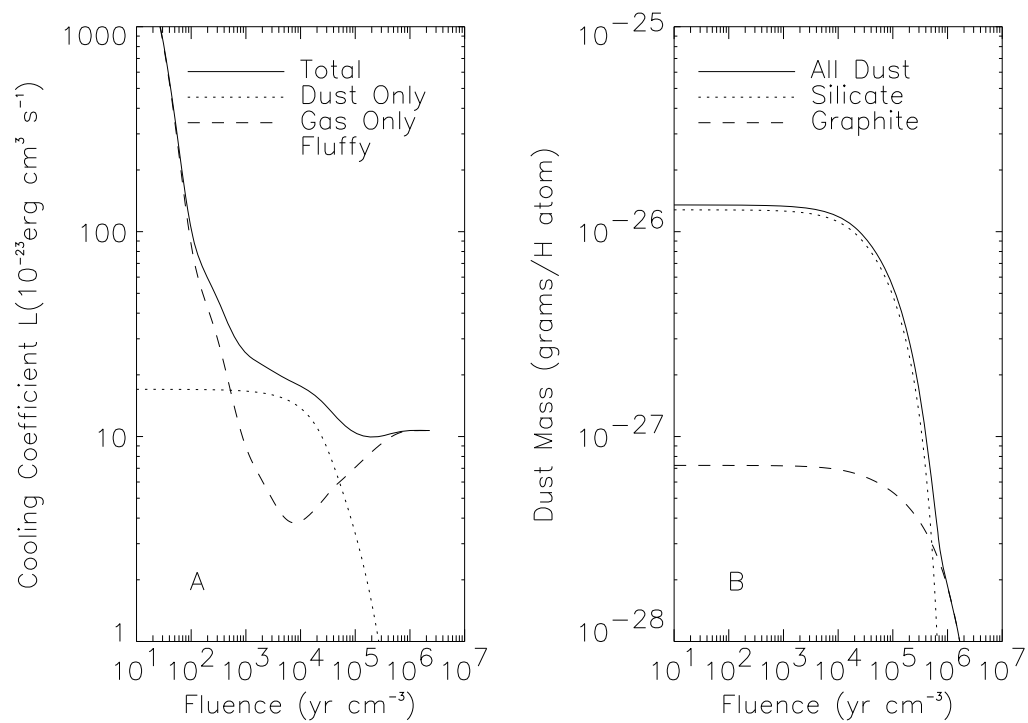 1000
100
10
1
Cooling Coefficient L(10⁻²³erg cm³ s⁻¹)
Total
Dust Only
Gas Only
Fluffy
A
10¹ 10² 10³ 10⁴ 10⁵ 10⁶ 10⁷
Fluence (yr cm⁻³)
10⁻²⁵
10⁻²⁶
10⁻²⁷
10⁻²⁸
Dust Mass (grams/H atom)
All Dust
Silicate
Graphite
B
10¹ 10² 10³ 10⁴ 10⁵ 10⁶ 10⁷
Fluence (yr cm⁻³)